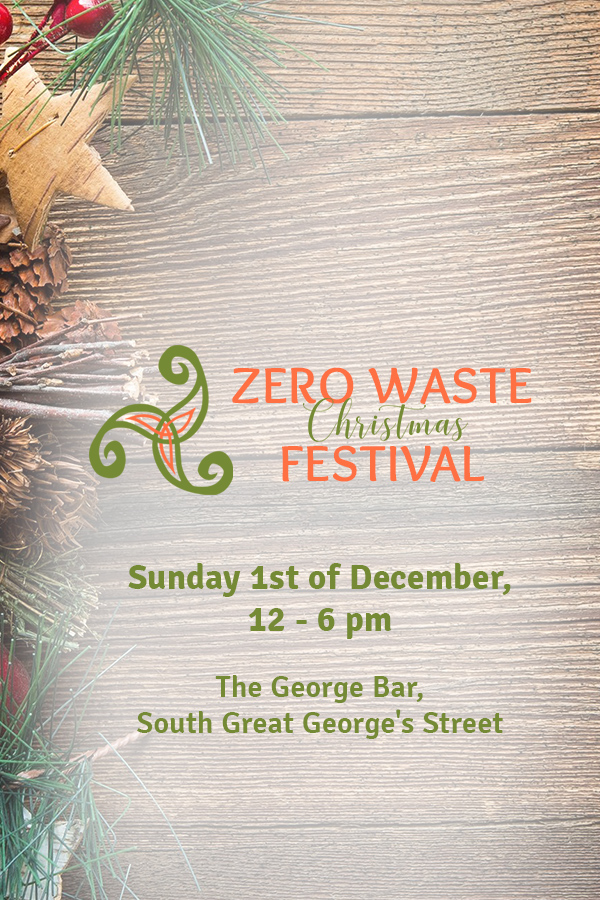 ZERO WASTE
Christmas
FESTIVAL
Sunday 1st of December,
12 - 6 pm
The George Bar,
South Great George's Street